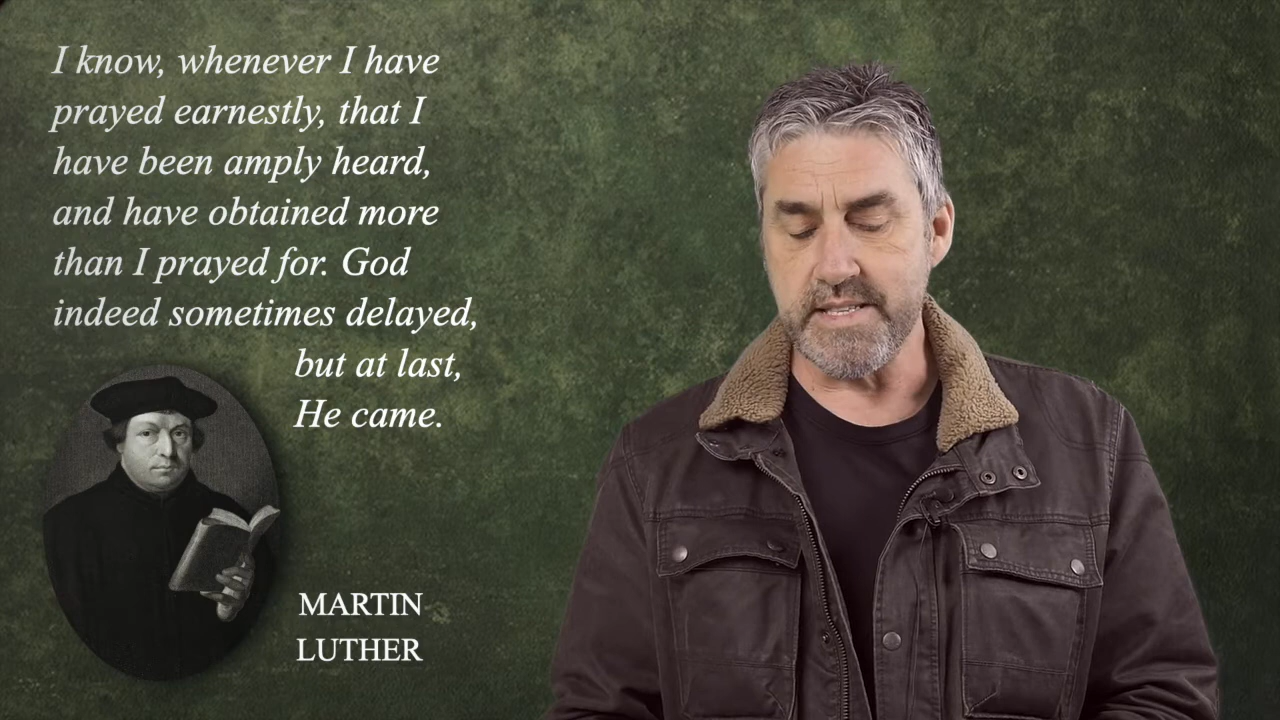 I know, whenever I have
prayed earnestly, that I
have been amply heard,
and have obtained more
than I prayed for. God
indeed sometimes delayed,
but at last,
He came.
MARTIN
LUTHER